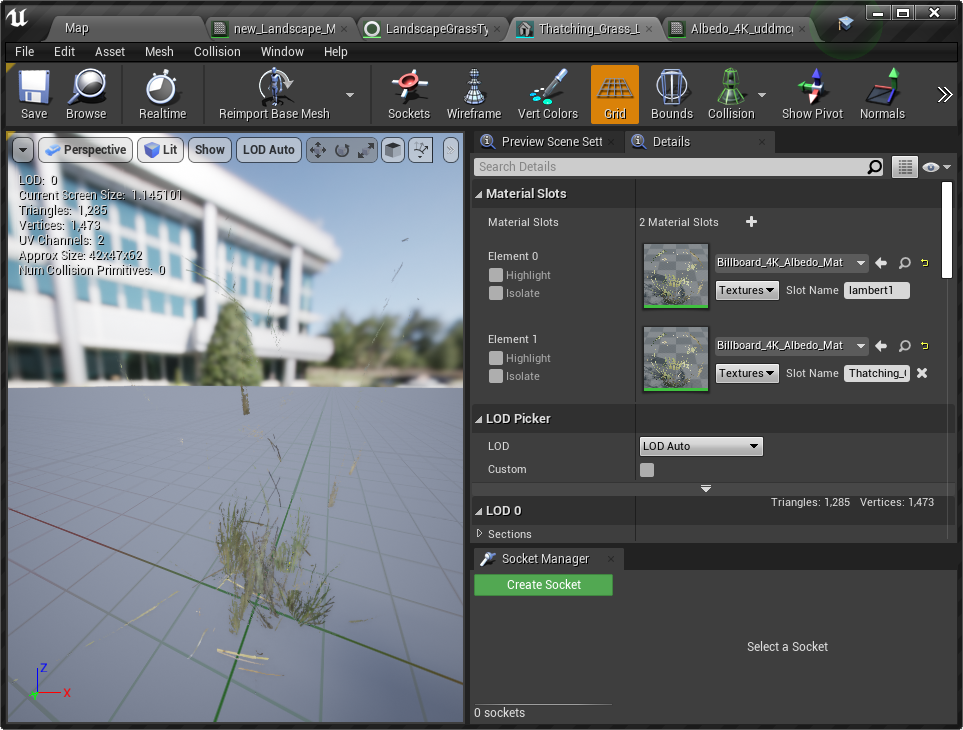 Map
new_Landscape_M
LandscapeGrassTy
Thatching_Grass_L
Albedo_4K_uddmc
File Edit Asset Mesh Collision Window Help
Save Browse Realtime Reimport Base Mesh Sockets Wireframe Vert Colors Grid Bounds Collision Show Pivot Normals
Perspective Lit Show LOD Auto
LOD: 0
Current Screen Size: 1.145101
Triangles: 1,285
Vertices: 1,473
UV Channels: 2
Approx Size: 42x47x62
Num Collision Primitives: 0
Z
X
Preview Scene Sett
Details
Search Details
Material Slots
Material Slots 2 Material Slots
Element 0
Highlight
Isolate
Billboard_4K_Albedo_Mat
Textures Slot Name lambert1
Element 1
Highlight
Isolate
Billboard_4K_Albedo_Mat
Textures Slot Name Thatching_
LOD Picker
LOD LOD Auto
Custom
LOD 0
Triangles: 1,285 Vertices: 1,473
Sections
Socket Manager
Create Socket
Select a Socket
0 sockets